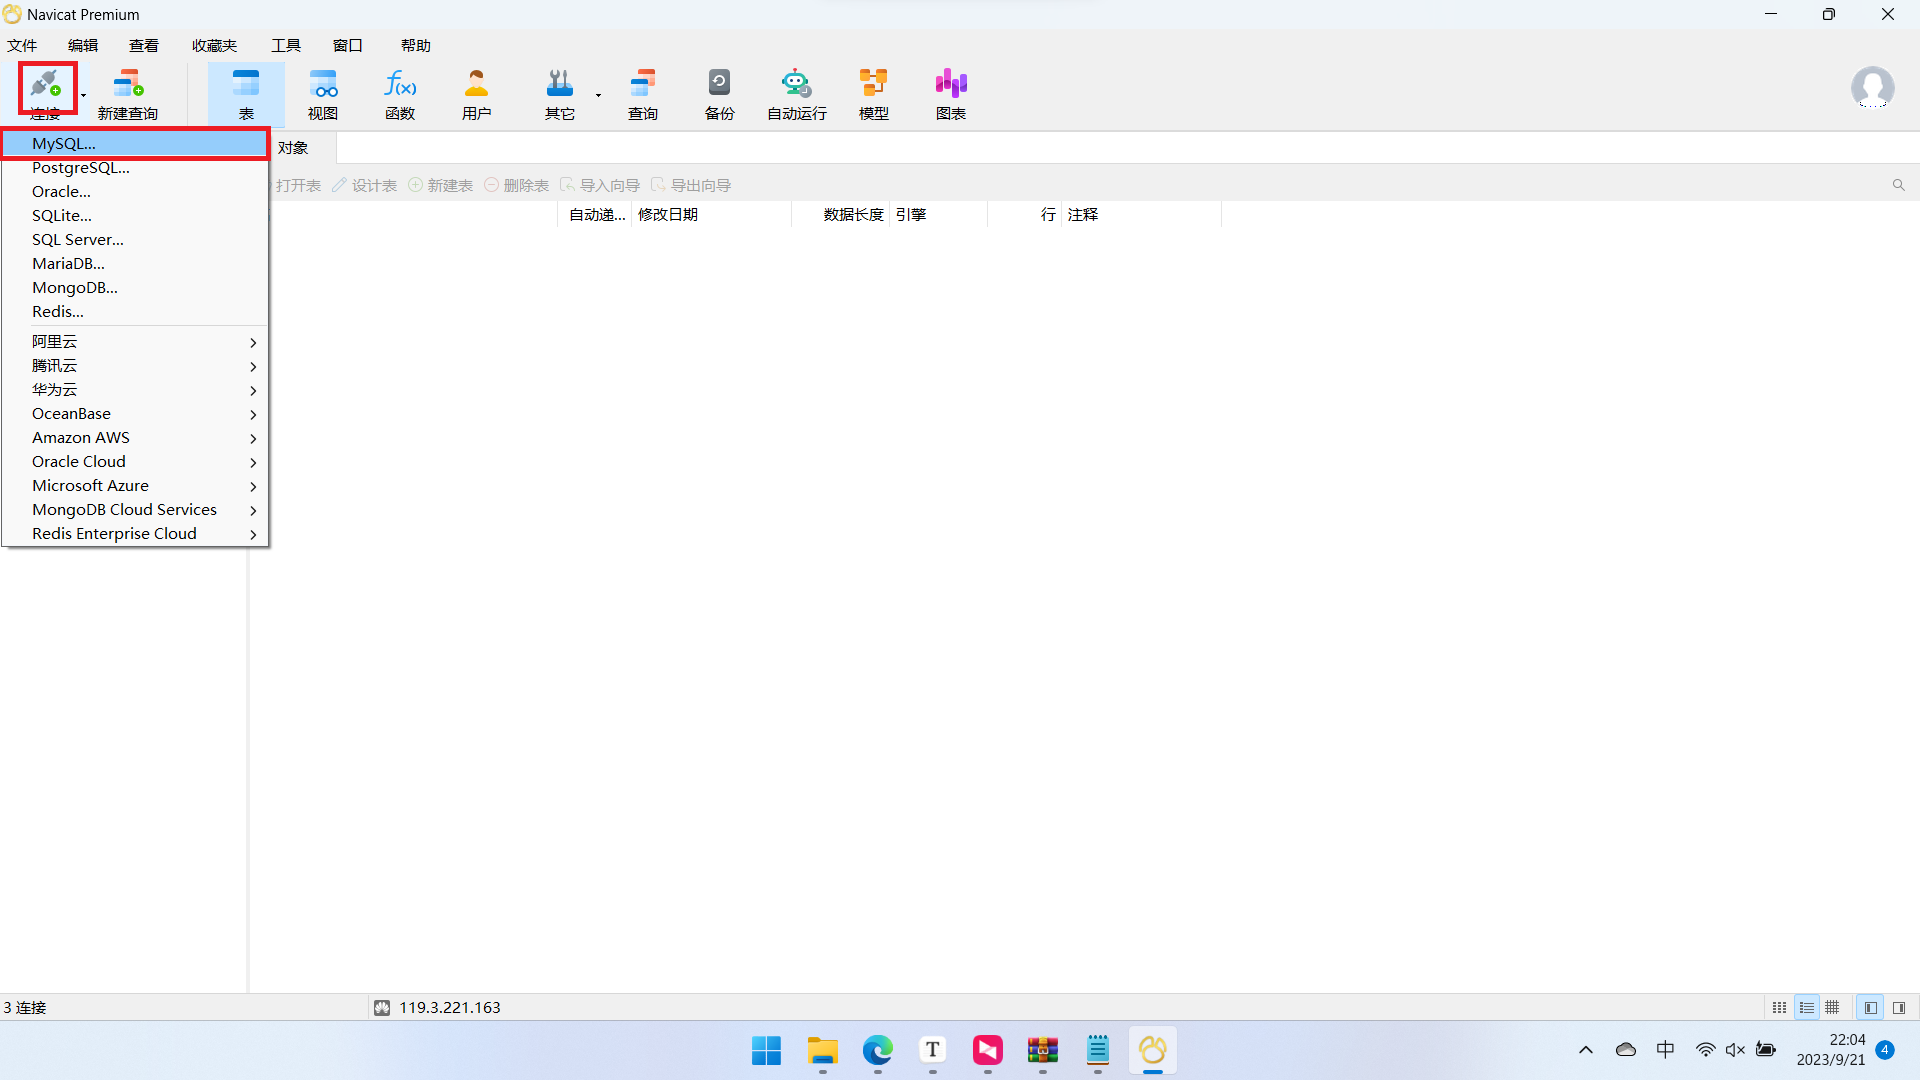 Navicat Premium
文件 编辑 查看 收藏夹 工具 窗口 帮助
连接 新建查询 表 视图 函数 用户 其它 查询 备份 自动运行 模型 图表
MySQL...
对象
PostgreSQL...
打开表 设计表 新建表 删除表 导入向导 导出向导
Oracle...
SQLite...
自动递... 修改日期 数据长度 引擎 行 注释
SQL Server...
MariaDB...
MongoDB...
Redis...
阿里云
腾讯云
华为云
OceanBase
Amazon AWS
Oracle Cloud
Microsoft Azure
MongoDB Cloud Services
Redis Enterprise Cloud
3 连接
119.3.221.163
T
中
22:04
2023/9/21
4